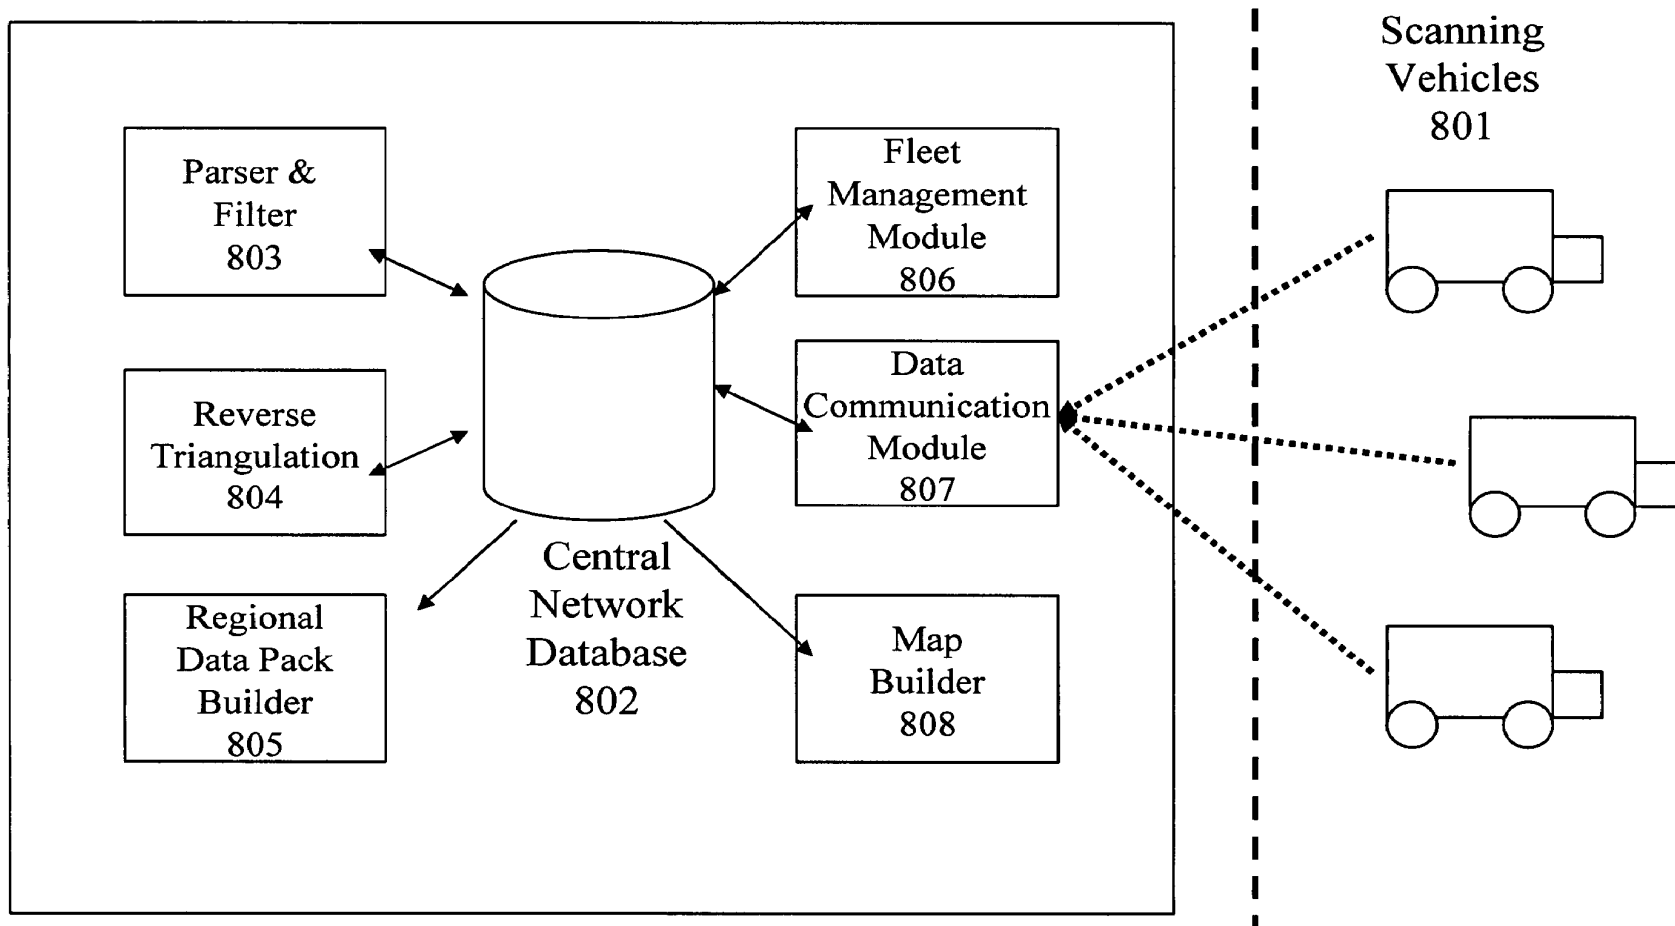 Scanning
Vehicles
801
Parser &
Filter
803
Fleet
Management
Module
806
Reverse
Triangulation
804
Data
Communication
Module
807
Central
Network
Database
802
Regional
Data Pack
Builder
805
Map
Builder
808